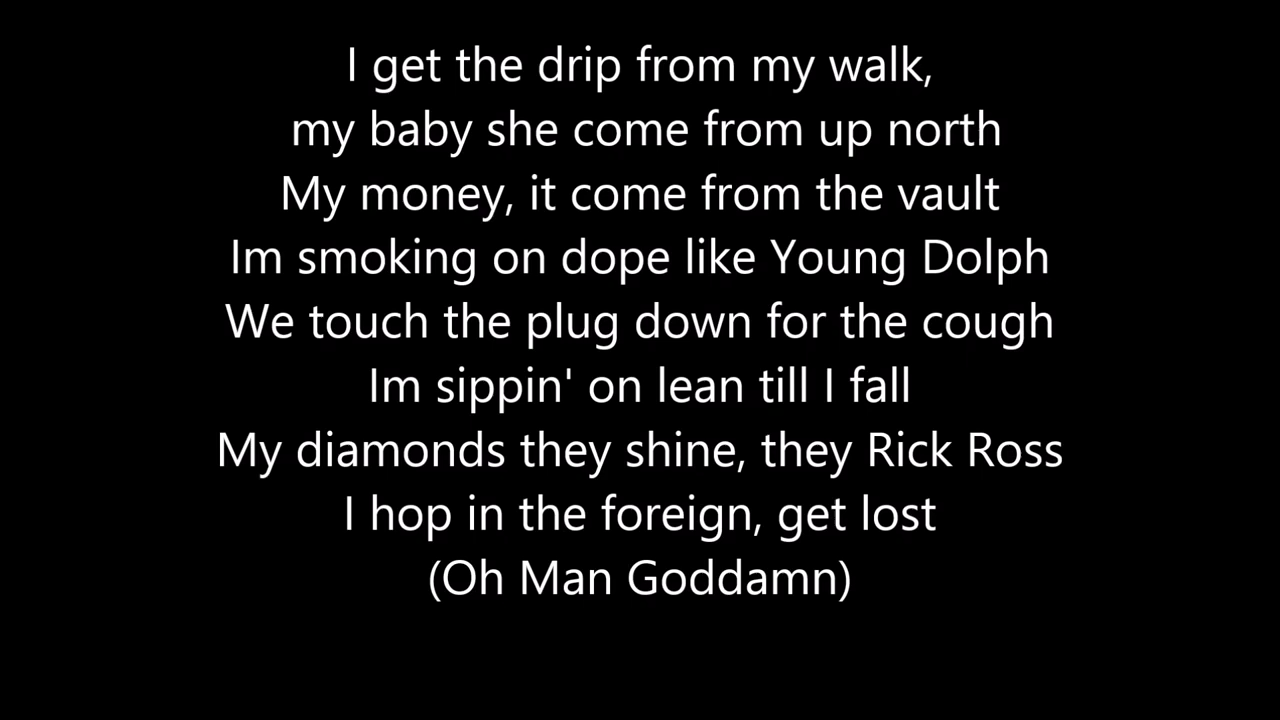 I get the drip from my walk,
my baby she come from up north
My money, it come from the vault
Im smoking on dope like Young Dolph
We touch the plug down for the cough
Im sippin' on lean till I fall
My diamonds they shine, they Rick Ross
I hop in the foreign, get lost
(Oh Man Goddamn)